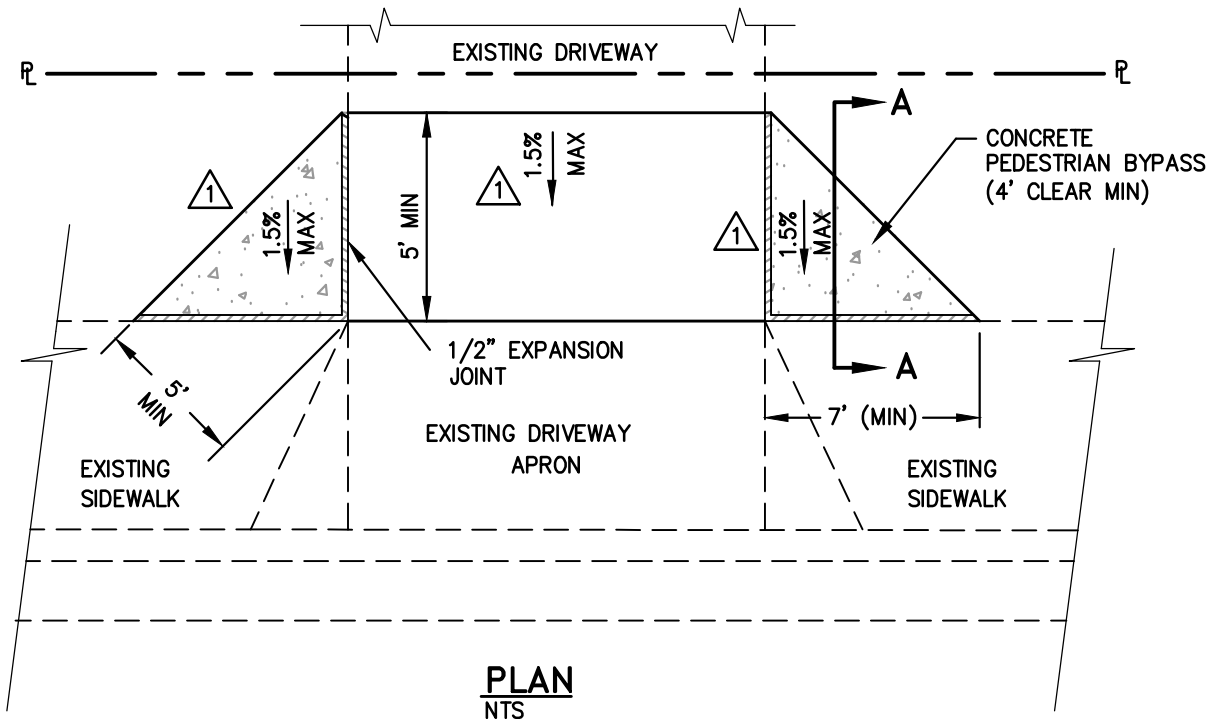 EXISTING DRIVEWAY
PL
PL
A
CONCRETE
PEDESTRIAN BYPASS
(4' CLEAR MIN)
1.5%
MAX
1
1
1
1.5%
MAX
5' MIN
1.5%
MAX
1/2" EXPANSION
JOINT
A
5'
MIN
7' (MIN)
EXISTING DRIVEWAY
APRON
EXISTING
SIDEWALK
EXISTING
SIDEWALK
PLAN
NTS